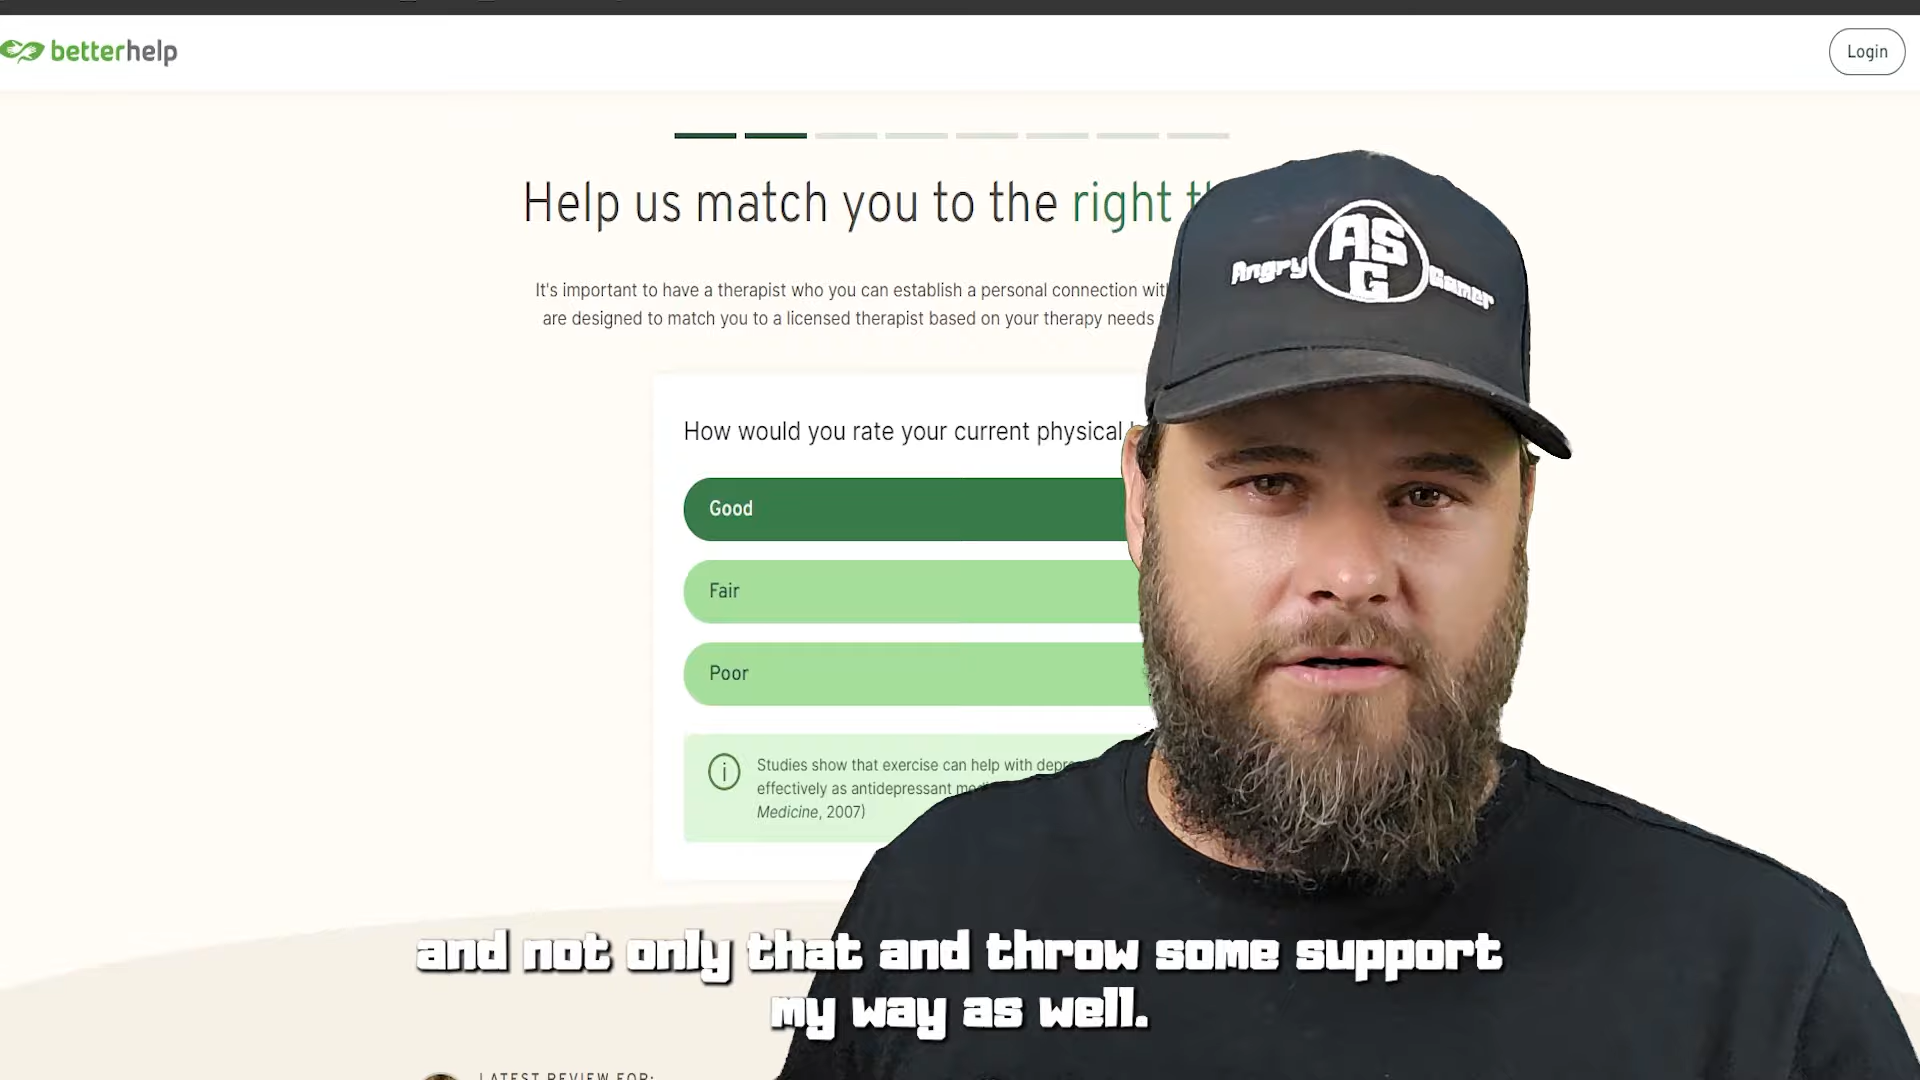 betterhelp
Login
Help us match you to the right
It's important to have a therapist who you can establish a personal connection
are designed to match you to a licensed therapist based on your therapy needs
How would you rate your current physical
Good
Fair
Poor
Studies show that exercise can help with
effectively as antidepressant
Medicine, 2007)
Angry ASG Gamer
and not only that and throw some support
my way as well.
LATEST REVIEW FOR: